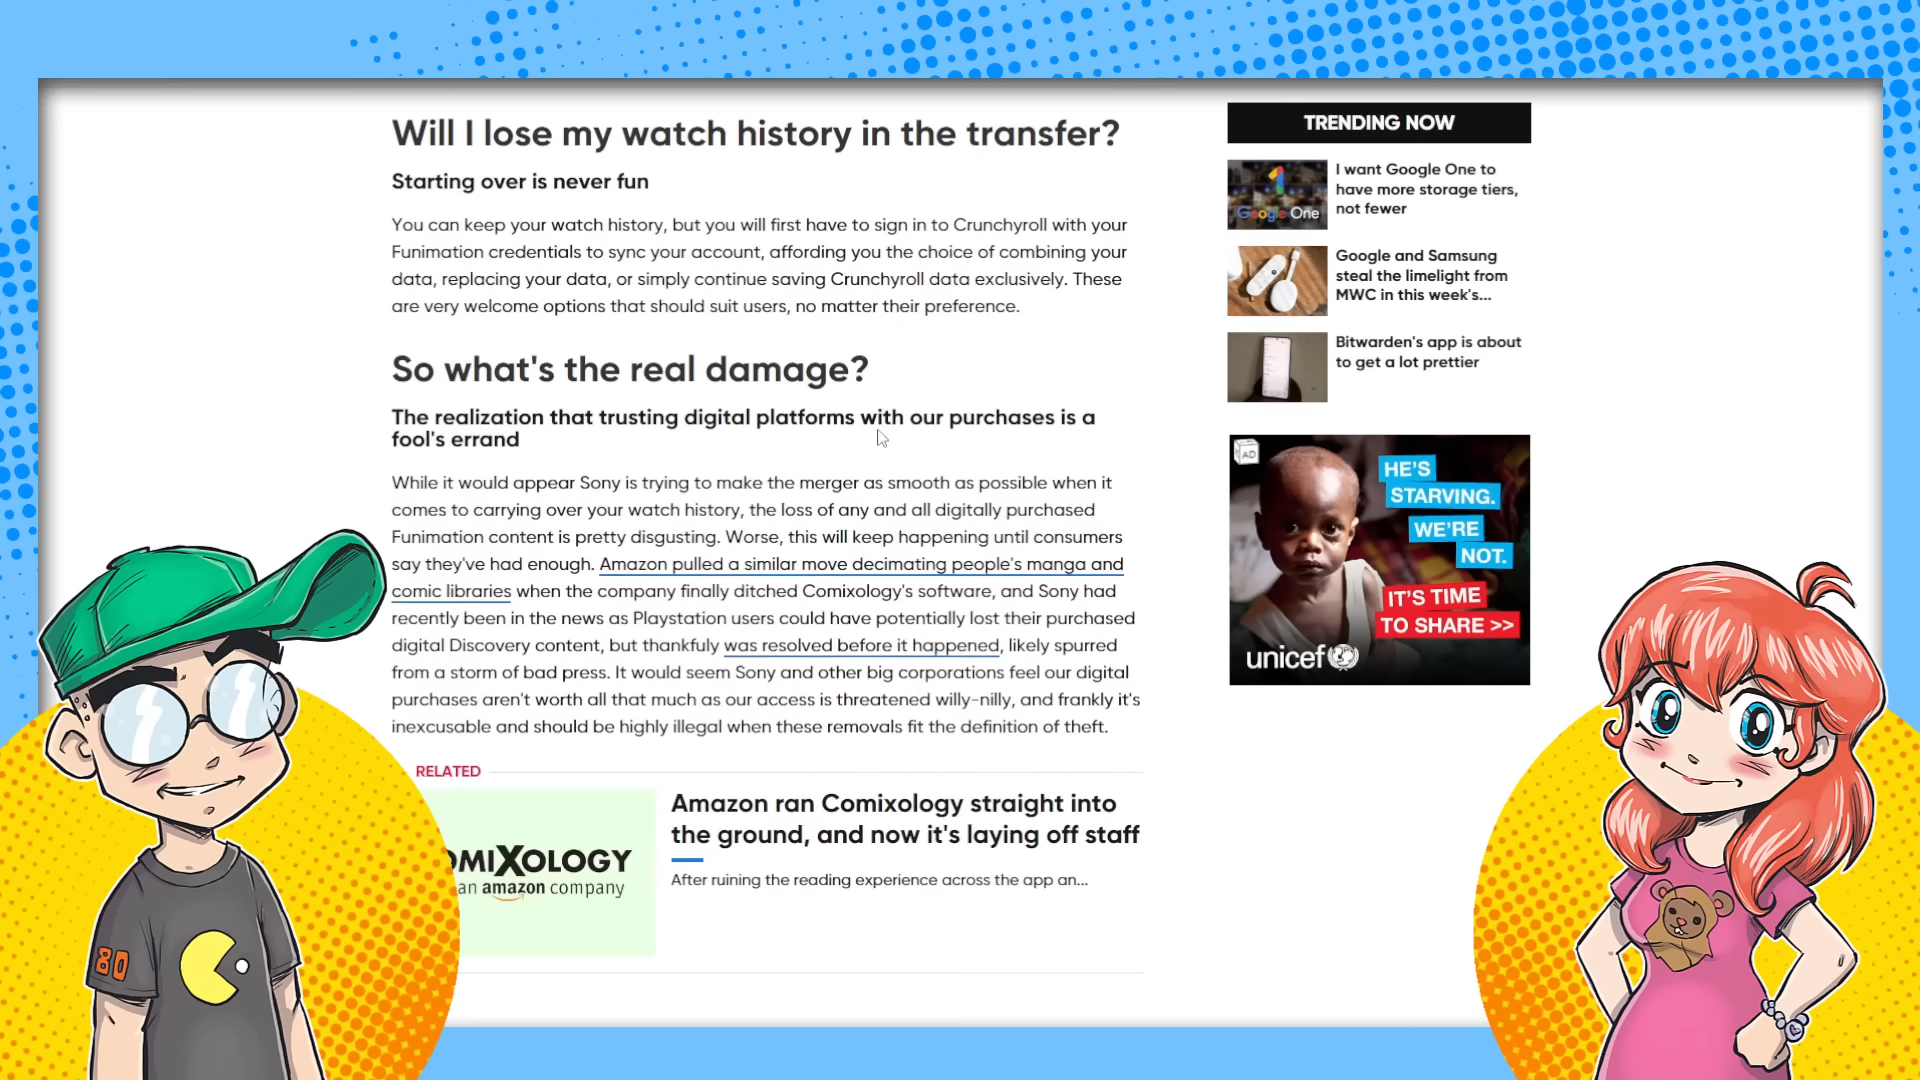 Will I lose my watch history in the transfer?
Starting over is never fun
You can keep your watch history, but you will first have to sign in to Crunchyroll with your
Funimation credentials to sync your account, affording you the choice of combining your
data, replacing your data, or simply continue saving Crunchyroll data exclusively. These
are very welcome options that should suit users, no matter their preference.
So what's the real damage?
The realization that trusting digital platforms with our purchases is a
fool's errand
While it would appear Sony is trying to make the merger as smooth as possible when it
comes to carrying over your watch history, the loss of any and all digitally purchased
Funimation content is pretty disgusting. Worse, this will keep happening until consumers
say they've had enough. Amazon pulled a similar move decimating people's manga and
comic libraries when the company finally ditched Comixology's software, and Sony had
recently been in the news as Playstation users could have potentially lost their purchased
digital Discovery content, but thankfully was resolved before it happened, likely spurred
from a storm of bad press. It would seem Sony and other big corporations feel our digital
purchases aren't worth all that much as our access is threatened willy-nilly, and frankly it's
inexcusable and should be highly illegal when these removals fit the definition of theft.
RELATED
OMIXOLOGY
an amazon company
Amazon ran Comixology straight into
the ground, and now it's laying off staff
After ruining the reading experience across the app an...
TRENDING NOW
Google One
I want Google One to
have more storage tiers,
not fewer
Google and Samsung
steal the limelight from
MWC in this week's...
Bitwarden's app is about
to get a lot prettier
AD
HE'S
STARVING.
WE'RE
NOT.
IT'S TIME
TO SHARE >>
unicef
80